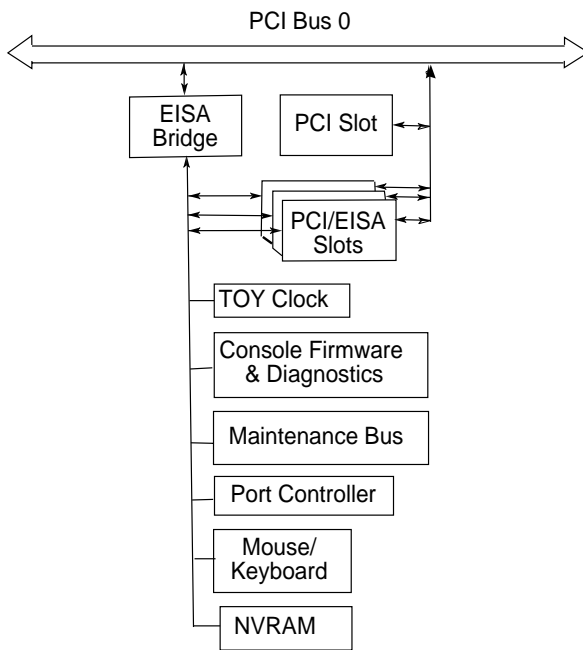 PCI Bus 0
EISA
Bridge
PCI Slot
PCI/EISA
Slots
TOY Clock
Console Firmware
& Diagnostics
Maintenance Bus
Port Controller
Mouse/
Keyboard
NVRAM